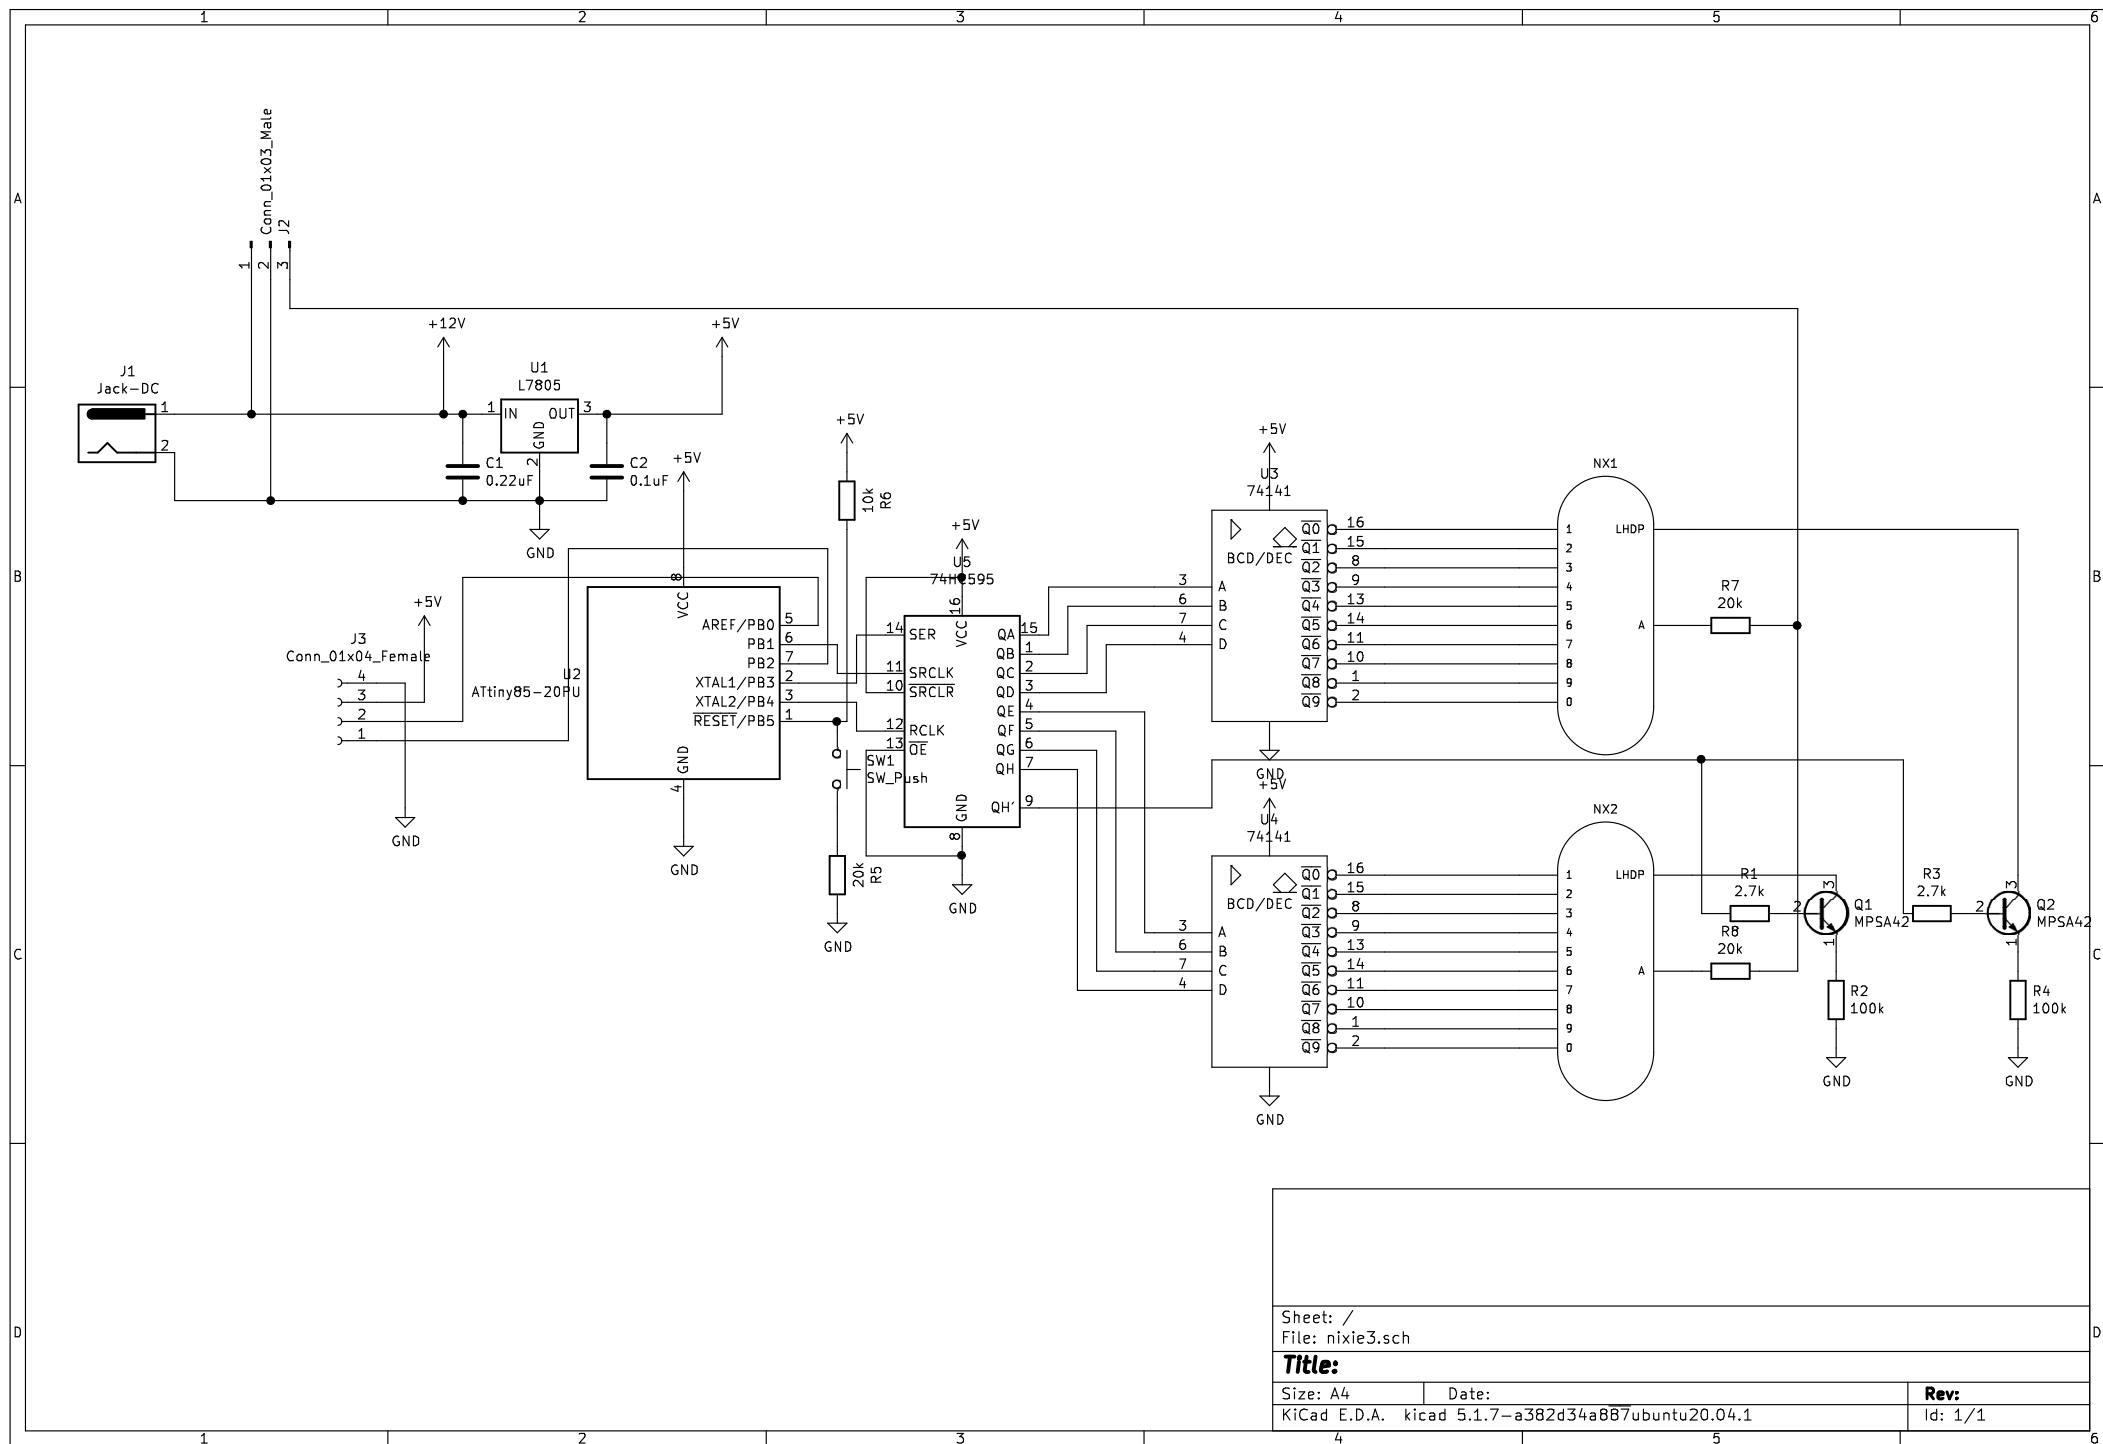 1 2 3 4 5 6
A A
B B
C C
D D
Conn_01x03_Male
J2
1
2
3
+12V
+5V
J1
Jack-DC
1
2
U1
L7805
1 IN OUT 3
GND
2
C1
0.22uF
C2
0.1uF
GND
+5V
+5V
10k
R6
J3
Conn_01x04_Female
+5V
4
3
2
1
GND
U2
ATtiny85-20PU
8
VCC
AREF/PB0 5
PB1 6
PB2 7
XTAL1/PB3 2
XTAL2/PB4 3
RESET/PB5 1
GND
4
GND
SW1
SW_Push
20k
R5
GND
+5V
U5
74HC595
16
VCC
14 SER
11 SRCLK
10 SRCLR
12 RCLK
13 OE
QA 15
QB 1
QC 2
QD 3
QE 4
QF 5
QG 6
QH 7
QH' 9
GND
8
GND
+5V
U3
74141
BCD/DEC
3 A
6 B
7 C
4 D
Q0 16
Q1 15
Q2 8
Q3 9
Q4 13
Q5 14
Q6 11
Q7 10
Q8 1
Q9 2
GND
NX1
1 LHDP
2
3
4
5
6 A
7
8
9
0
R7
20k
+5V
U4
74141
BCD/DEC
3 A
6 B
7 C
4 D
Q0 16
Q1 15
Q2 8
Q3 9
Q4 13
Q5 14
Q6 11
Q7 10
Q8 1
Q9 2
GND
NX2
1 LHDP
2
3
4
5
6 A
7
8
9
0
R1
2.7k
R8
20k
3
2
1
Q1
MPSA42
R2
100k
GND
R3
2.7k
3
2
1
Q2
MPSA42
R4
100k
GND
Sheet: /
File: nixie3.sch
Title:
Size: A4 Date: Rev:
KiCad E.D.A. kicad 5.1.7-a382d34a8B7ubuntu20.04.1 Id: 1/1
1 2 3 4 5 6